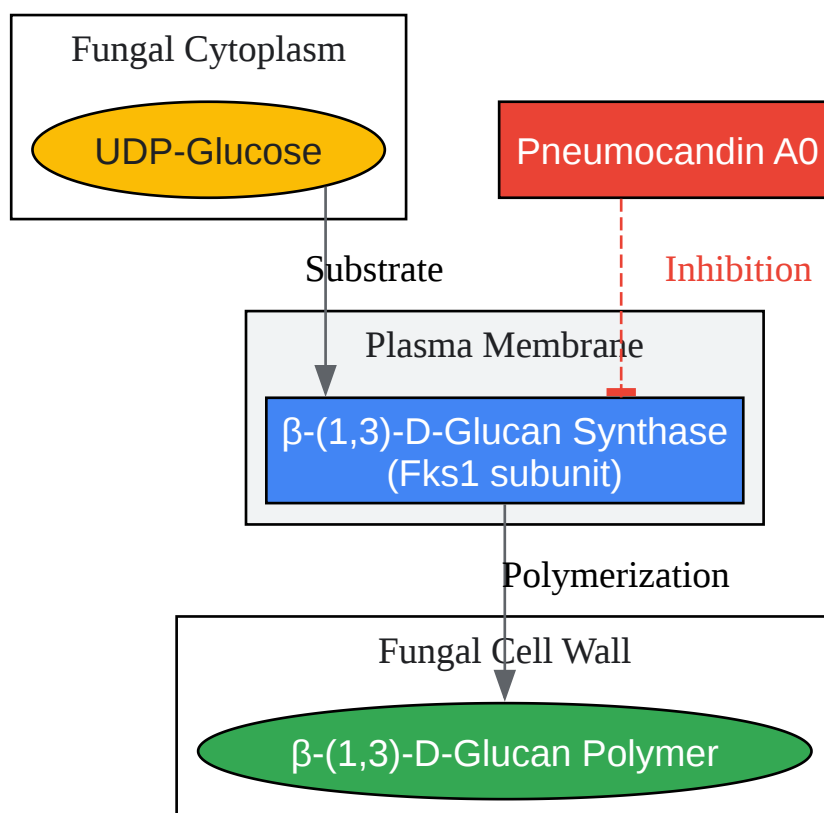 Fungal Cytoplasm
UDP-Glucose
Pneumocandin A0
Substrate
Inhibition
Plasma Membrane
β-(1,3)-D-Glucan Synthase
(Fks1 subunit)
Polymerization
Fungal Cell Wall
β-(1,3)-D-Glucan Polymer